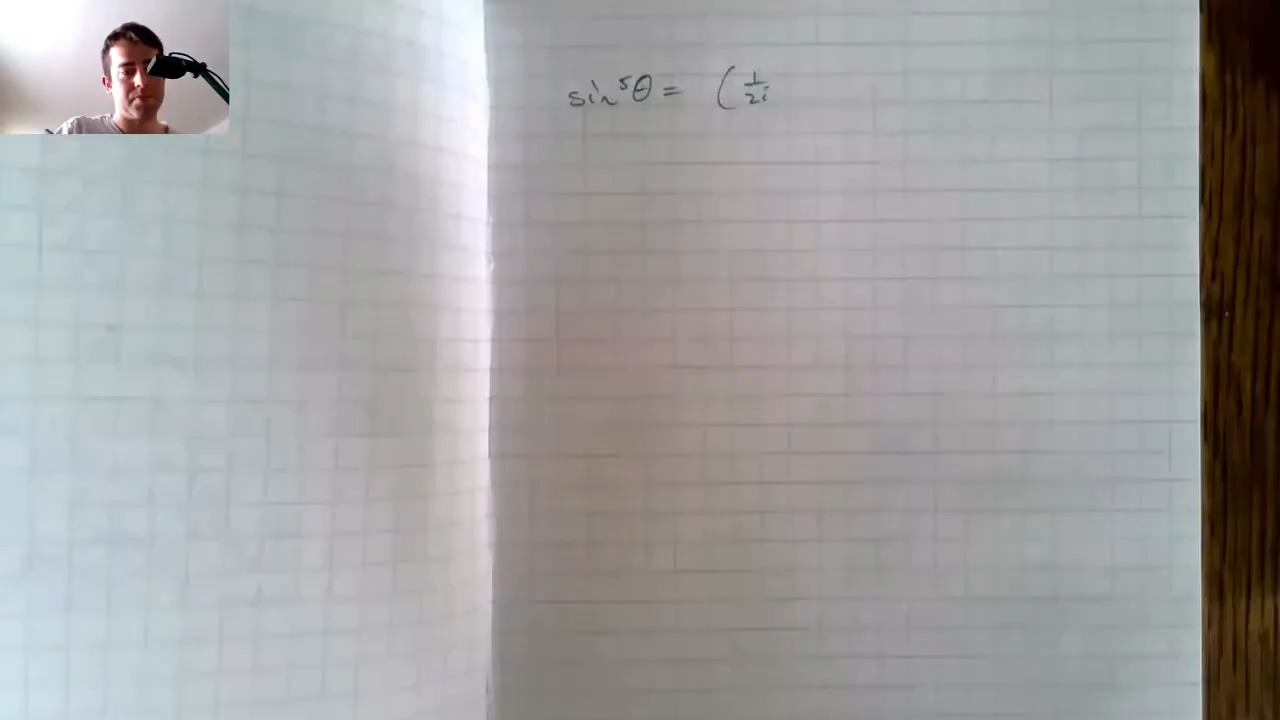 sin⁵θ = (1/2i